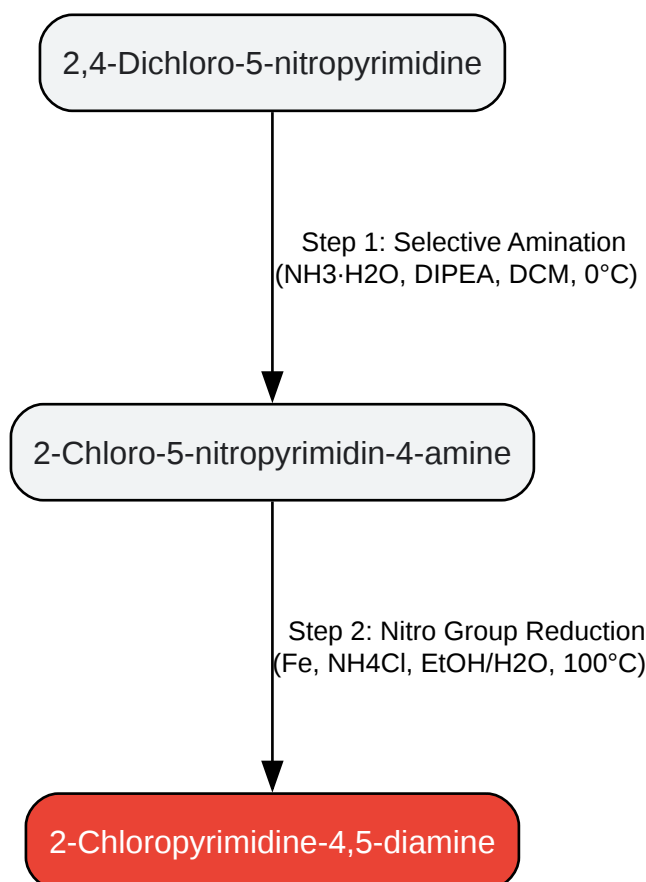 2,4-Dichloro-5-nitropyrimidine
Step 1: Selective Amination
(NH3·H2O, DIPEA, DCM, 0°C)
2-Chloro-5-nitropyrimidin-4-amine
Step 2: Nitro Group Reduction
(Fe, NH4Cl, EtOH/H2O, 100°C)
2-Chloropyrimidine-4,5-diamine